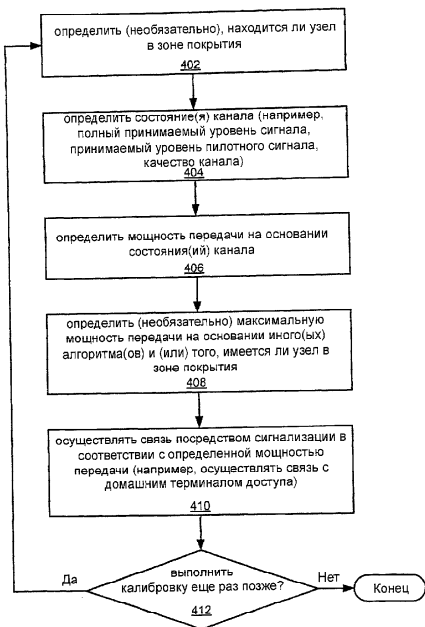 определить (необязательно), находится ли узел
в зоне покрытия
402
определить состояние(я) канала (например,
полный принимаемый уровень сигнала,
принимаемый уровень пилотного сигнала,
качество канала)
404
определить мощность передачи на основании
состояния(ий) канала
406
определить (необязательно) максимальную
мощность передачи на основании иного(ых)
алгоритма(ов) и (или) того, имеется ли узел в
зоне покрытия
408
осуществлять связь посредством сигнализации в
соответствии с определенной мощностью
передачи (например, осуществлять связь с
домашним терминалом доступа)
410
Да
выполнить
калибровку еще раз позже?
412
Нет
Конец